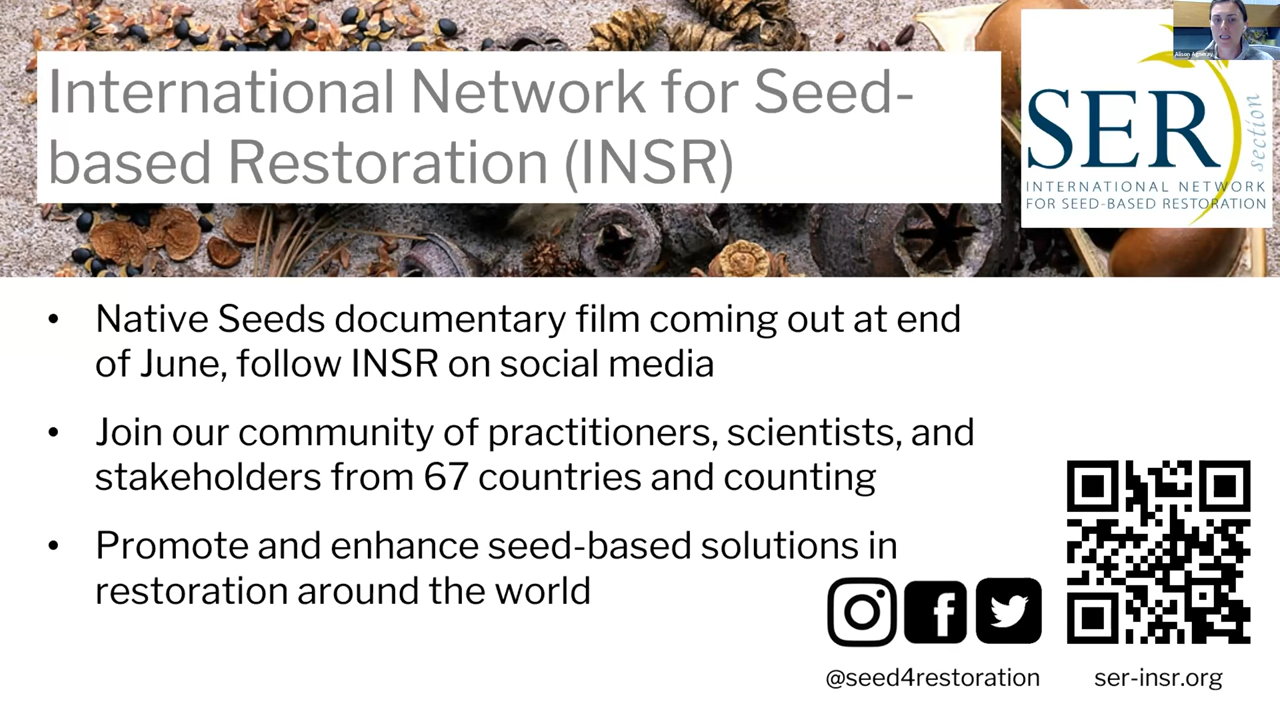 International Network for Seed-
based Restoration (INSR)
SER
section
INTERNATIONAL NETWORK
FOR SEED-BASED RESTORATION
Alison
• Native Seeds documentary film coming out at end
of June, follow INSR on social media
• Join our community of practitioners, scientists, and
stakeholders from 67 countries and counting
• Promote and enhance seed-based solutions in
restoration around the world
@seed4restoration
ser-insr.org